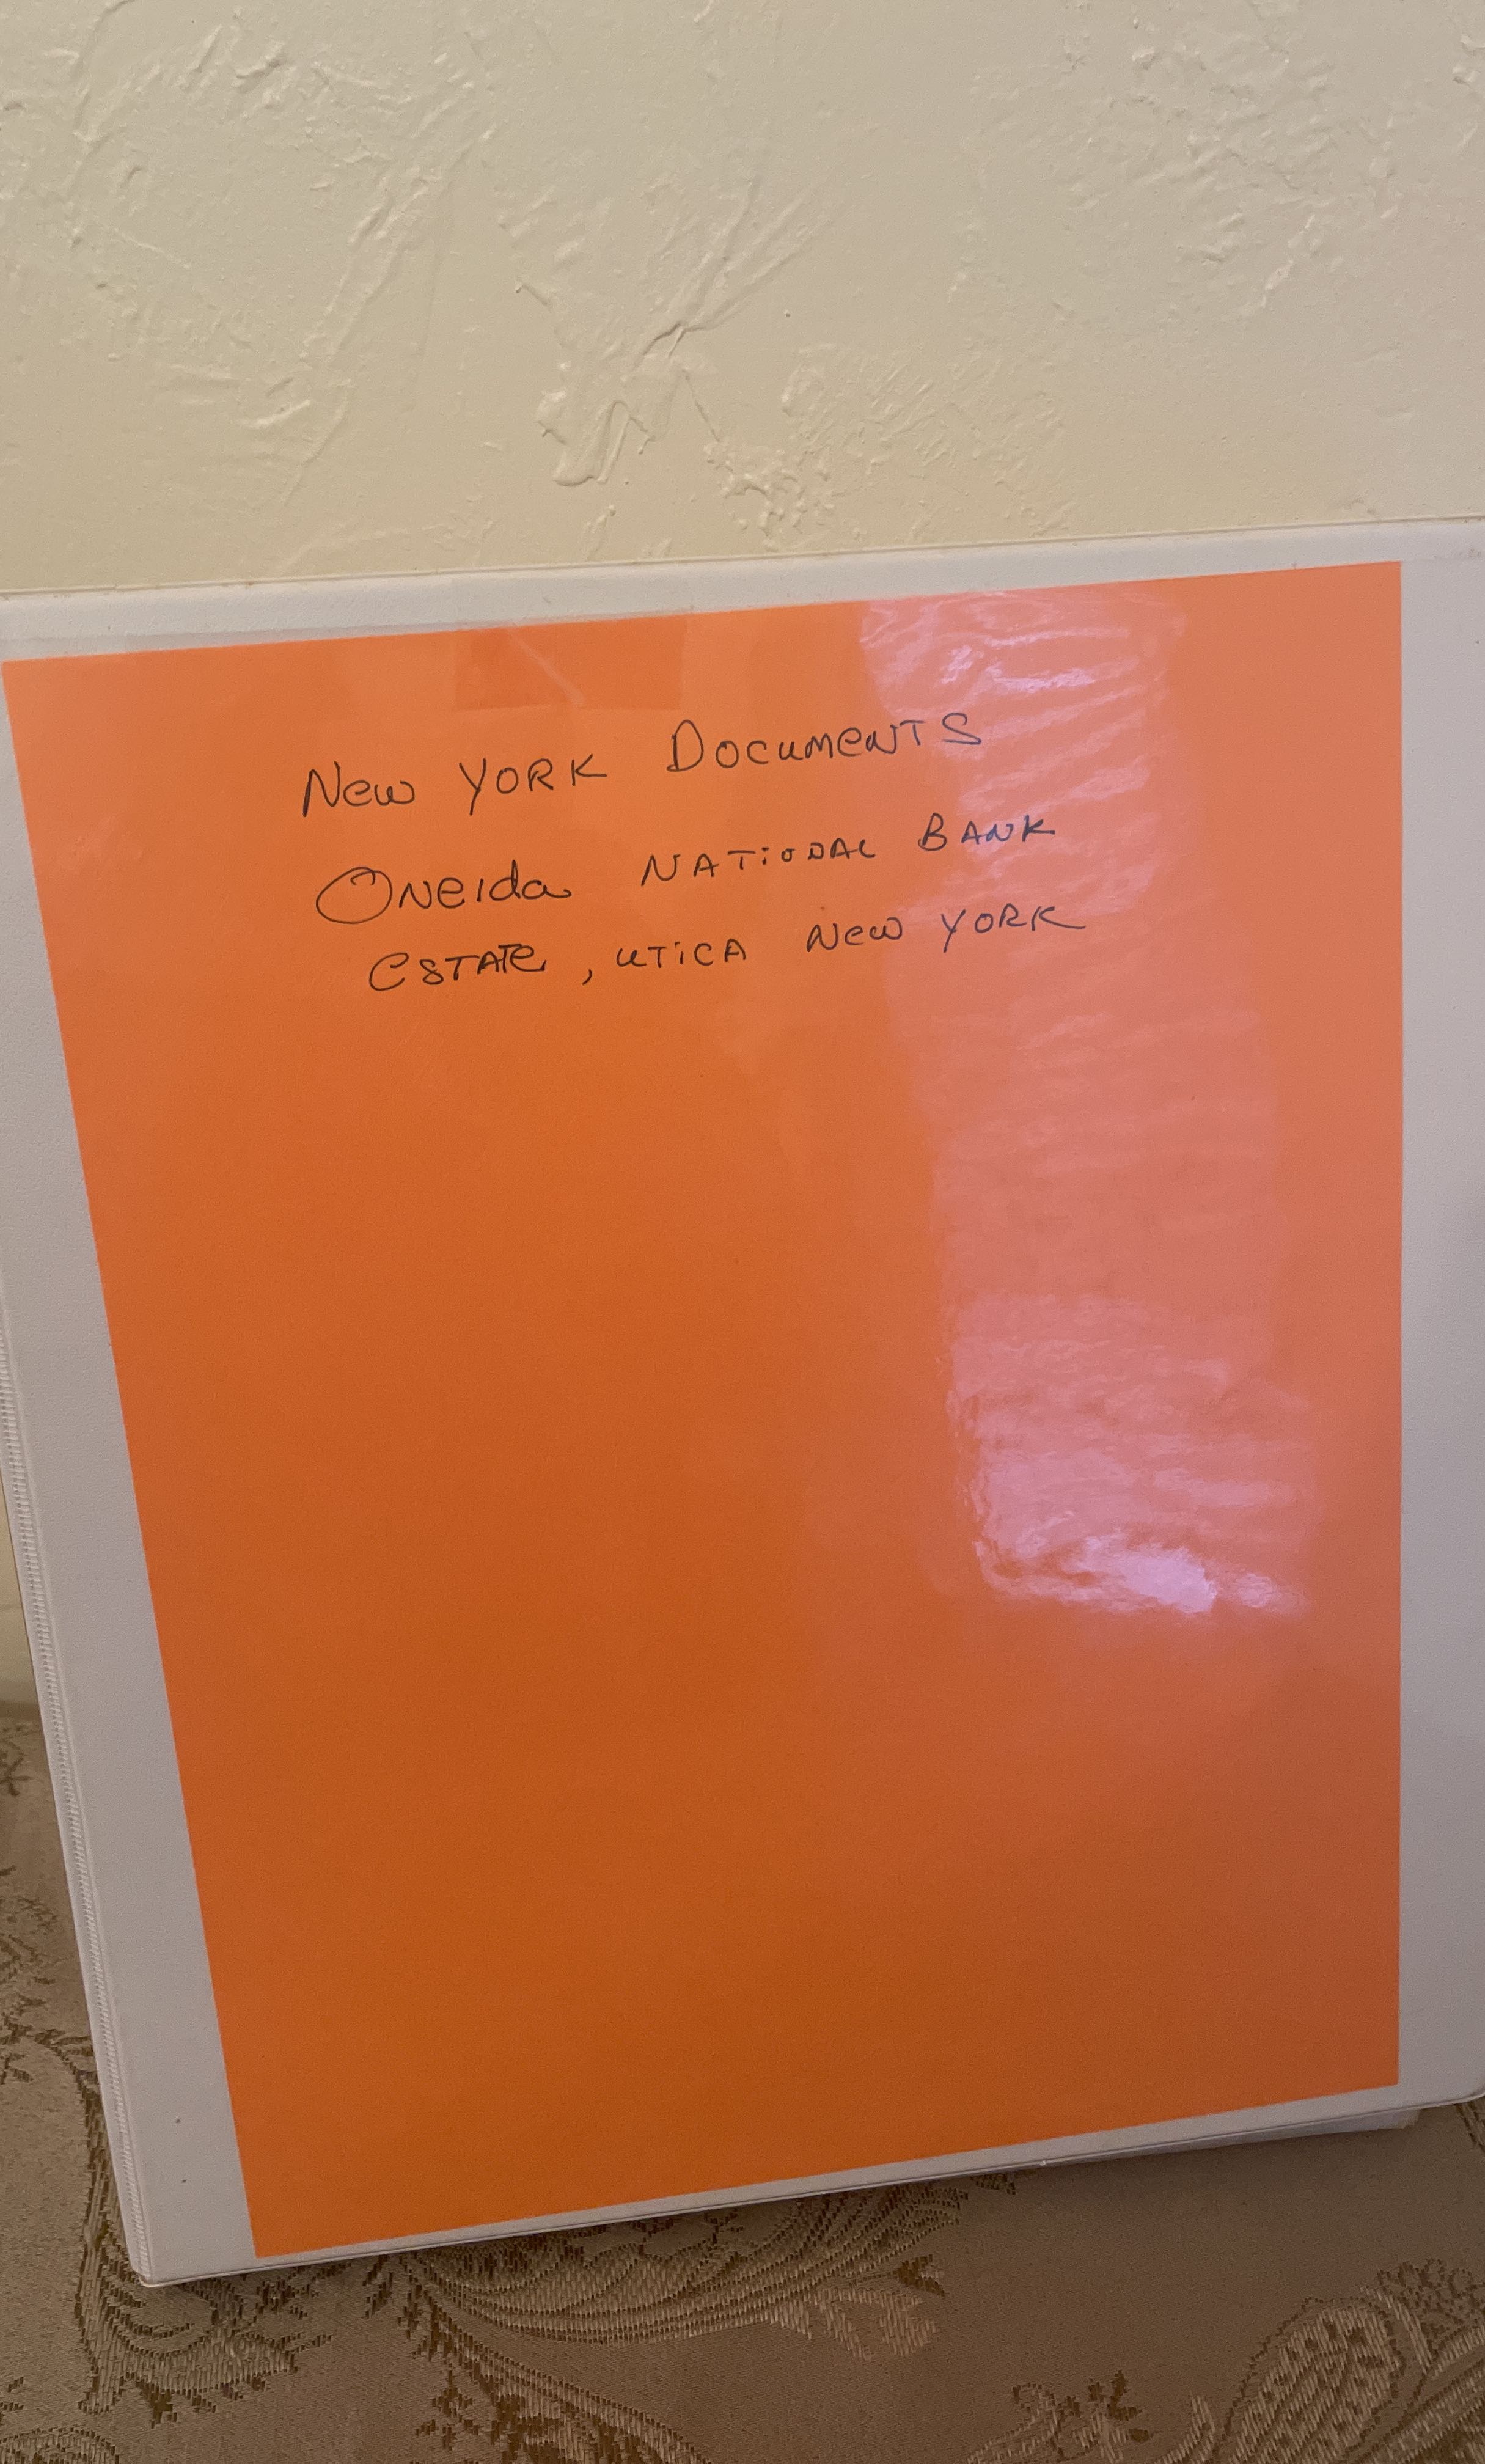 New YORK DocumeNTS
ONeida NATiONAL BANK
eSTATe, uTiCA New YORK